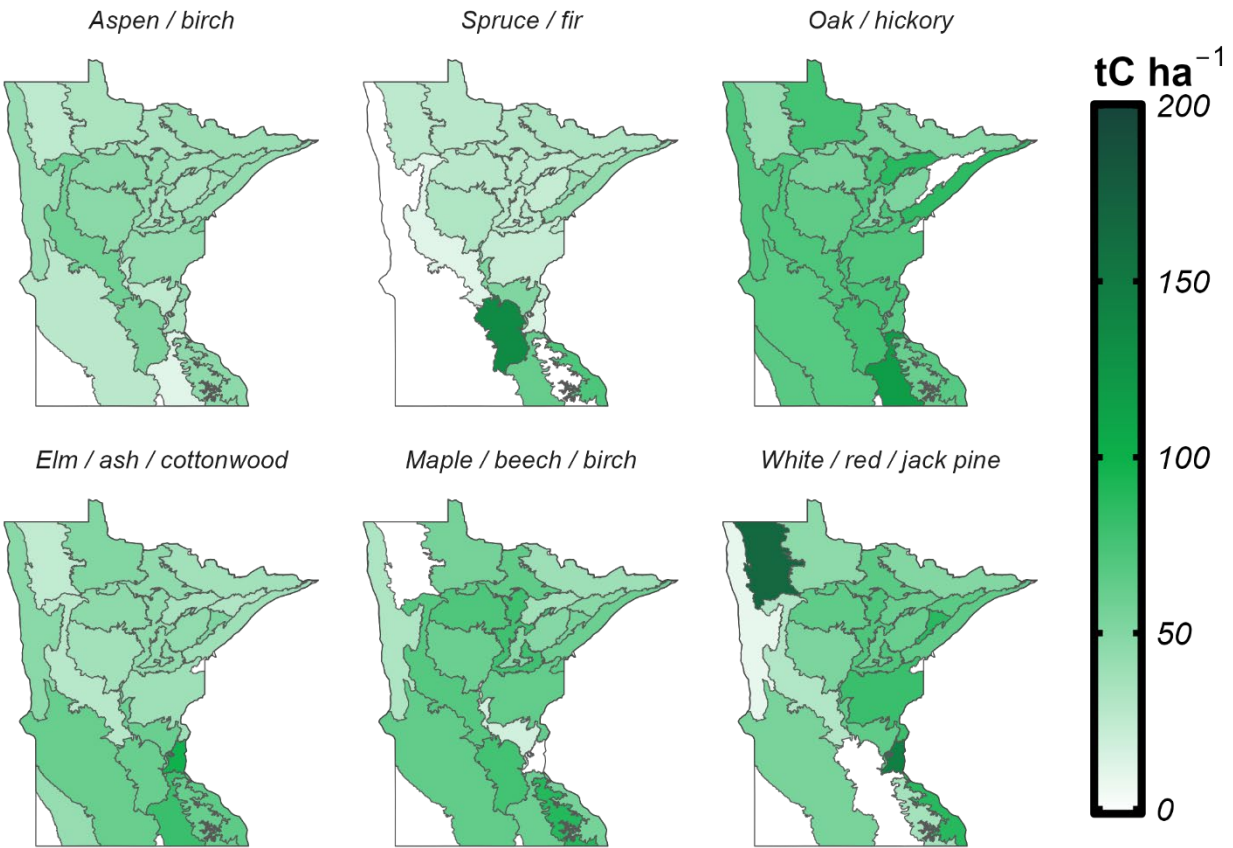 Aspen / birch
Spruce / fir
Oak / hickory
tC ha⁻¹
200
150
100
50
0
Elm / ash / cottonwood
Maple / beech / birch
White / red / jack pine